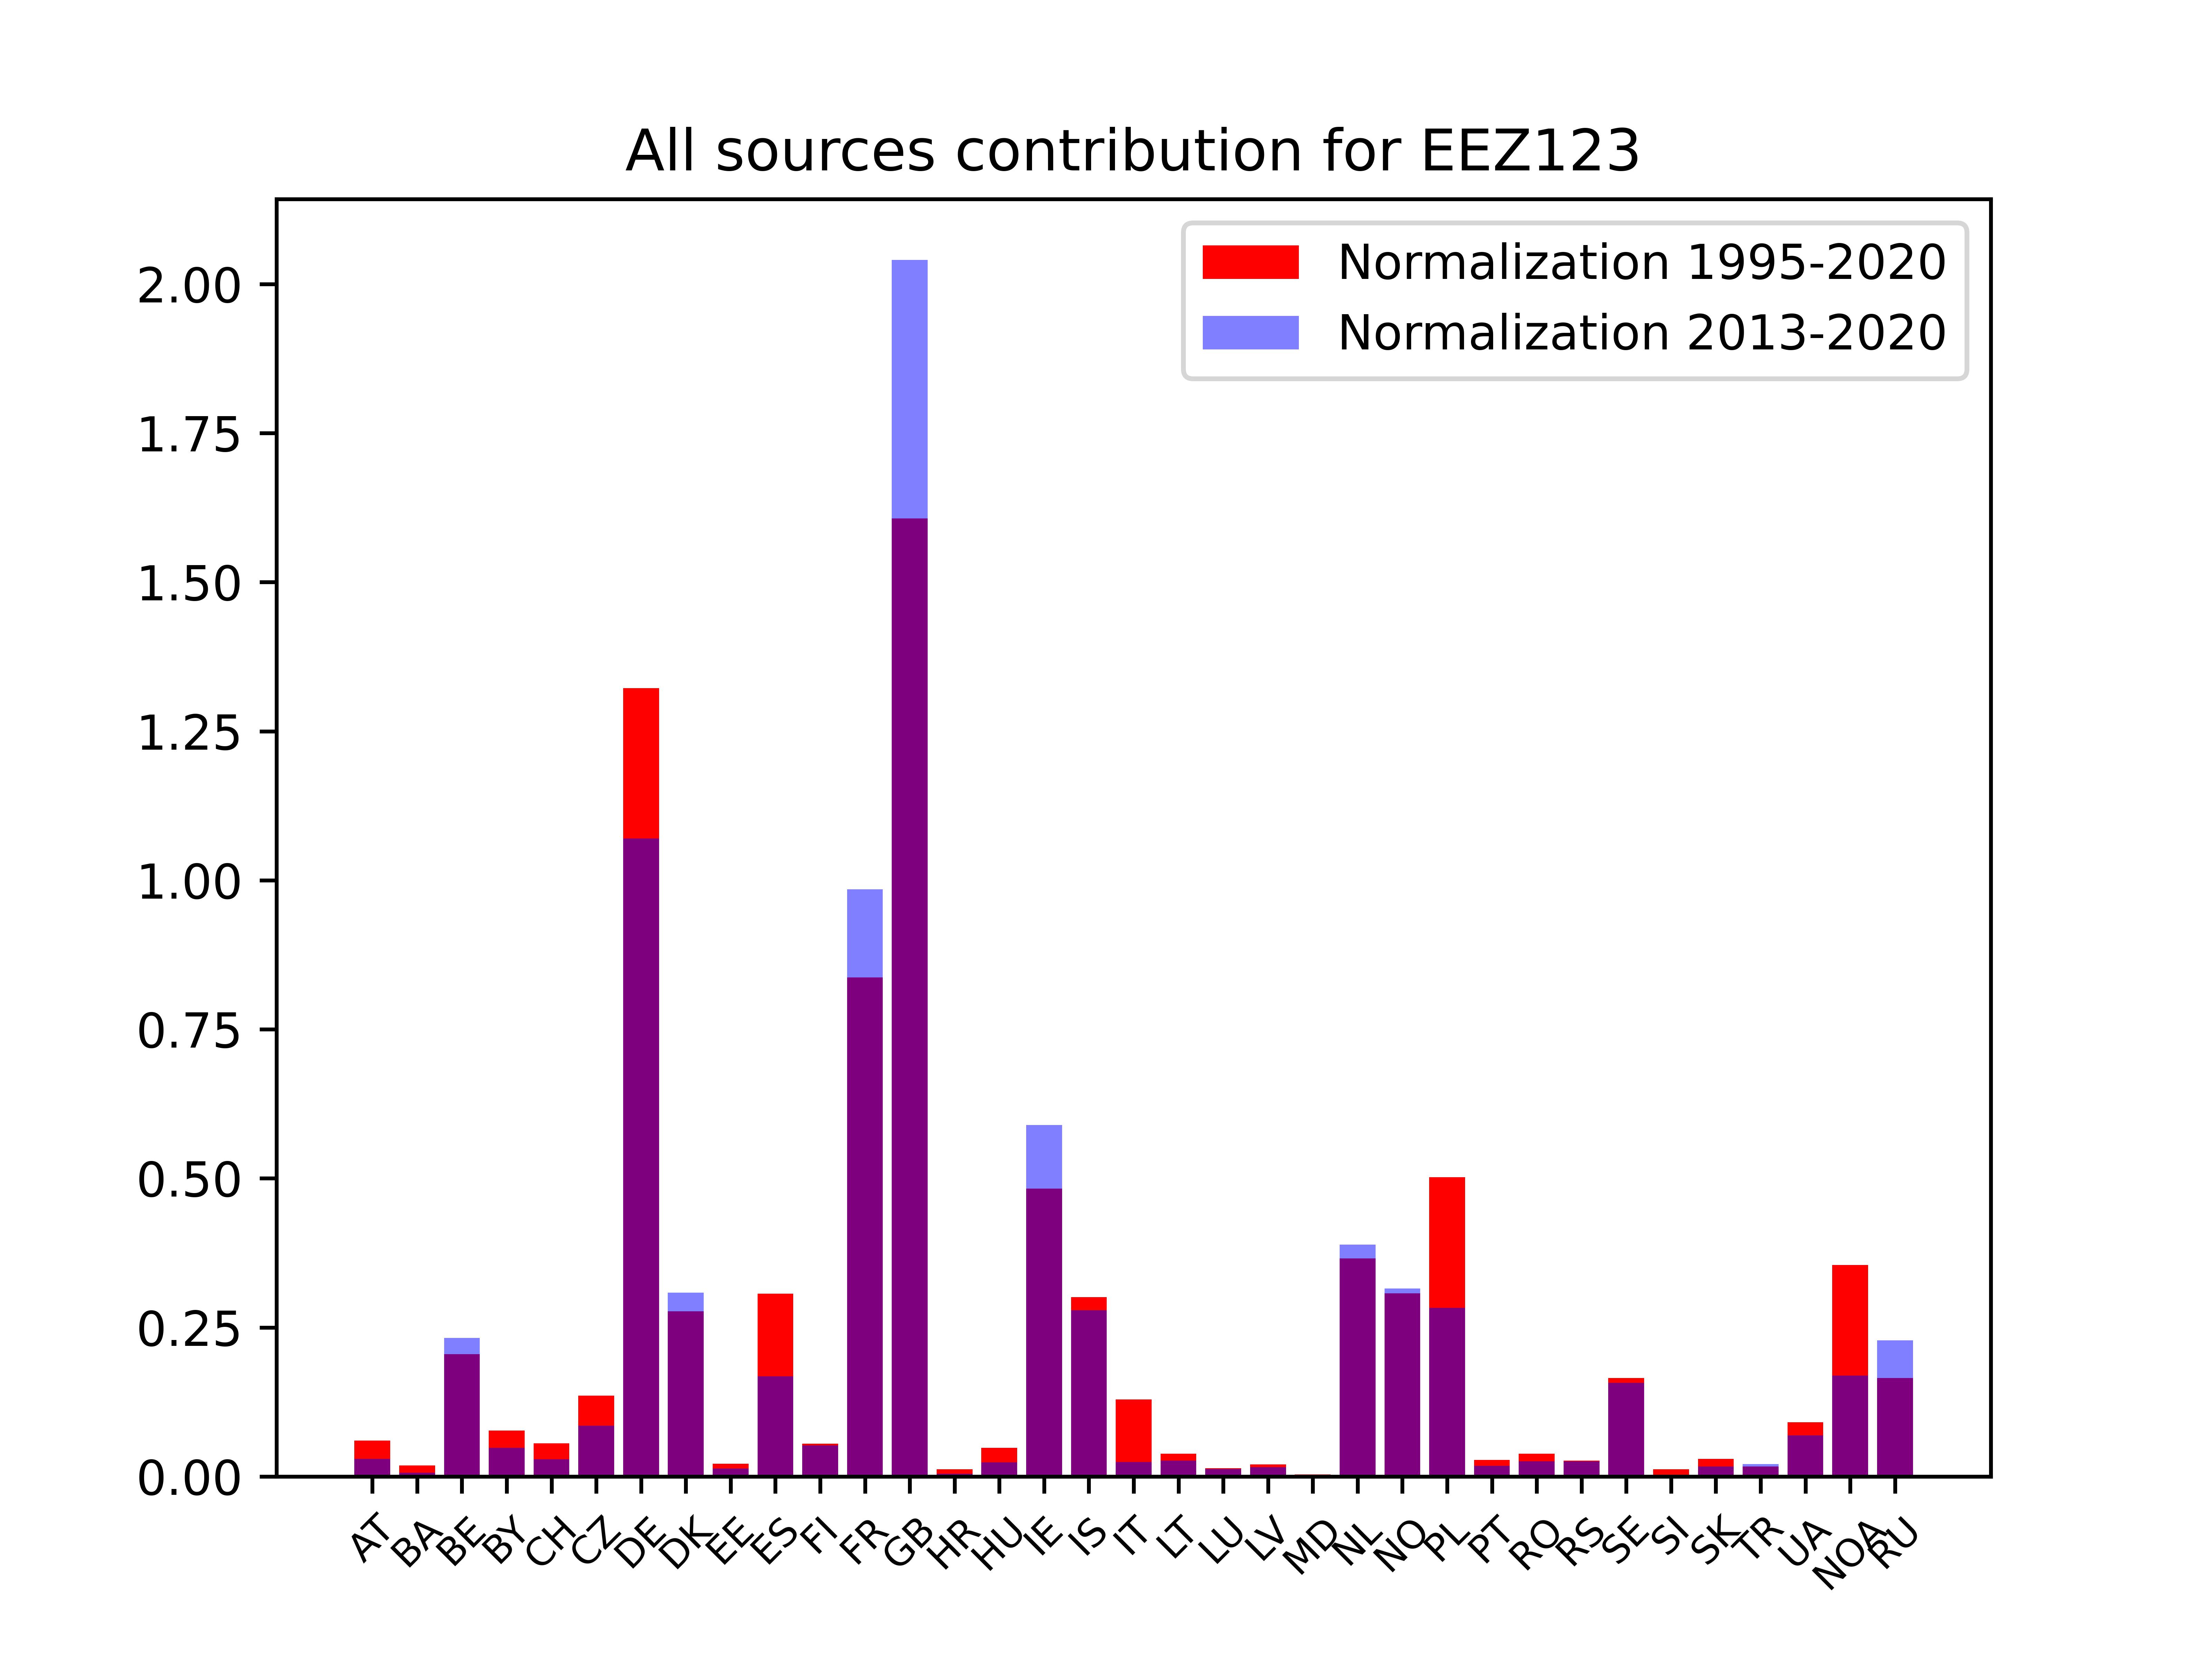 All sources contribution for EEZ123
Normalization 1995-2020
Normalization 2013-2020
2.00
1.75
1.50
1.25
1.00
0.75
0.50
0.25
0.00
AT BA BE BY CH CZ DE DK EE ES FI FR GB HR HU IE IS IT LT LU LV MD NL NO PL PT RO RS SE SI SK TR UA NOA RU